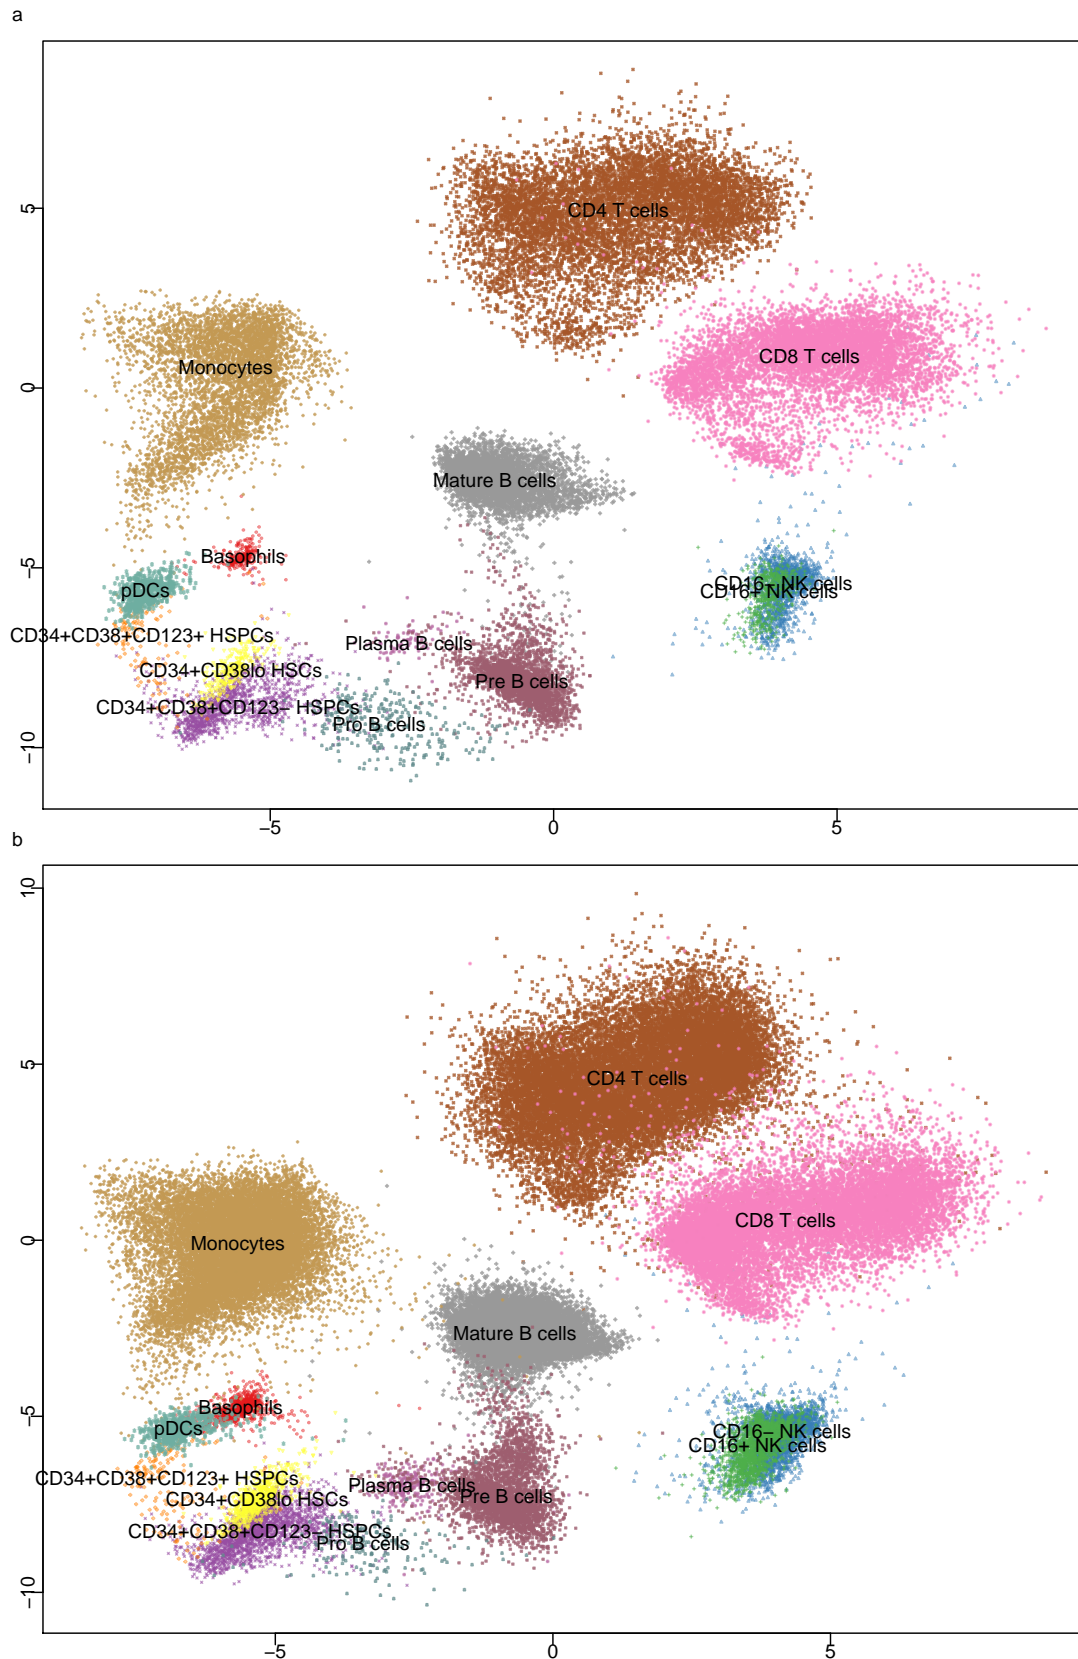 a
5
0
−5
−10
CD4 T cells
CD8 T cells
Monocytes
Mature B cells
Basophils
pDCs
CD16− NK cells
CD16+ NK cells
CD34+CD38+CD123+ HSPCs
Plasma B cells
CD34+CD38lo HSCs
Pre B cells
CD34+CD38+CD123− HSPCs
Pro B cells
−5 0 5
b
10
5
0
−5
−10
CD4 T cells
CD8 T cells
Monocytes
Mature B cells
Basophils
pDCs
CD16− NK cells
CD16+ NK cells
CD34+CD38+CD123+ HSPCs
Plasma B cells
CD34+CD38lo HSCs
Pre B cells
CD34+CD38+CD123− HSPCs
Pro B cells
−5 0 5